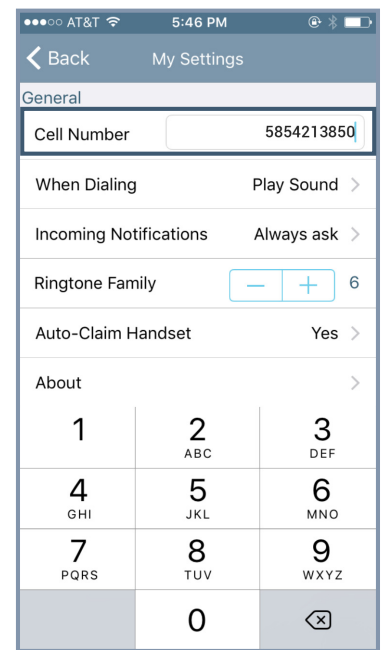 AT&T 5:46 PM
Back My Settings
General
Cell Number 5854213850
When Dialing Play Sound
Incoming Notifications Always ask
Ringtone Family − + 6
Auto-Claim Handset Yes
About
1 2 3
ABC DEF
4 5 6
GHI JKL MNO
7 8 9
PQRS TUV WXYZ
0